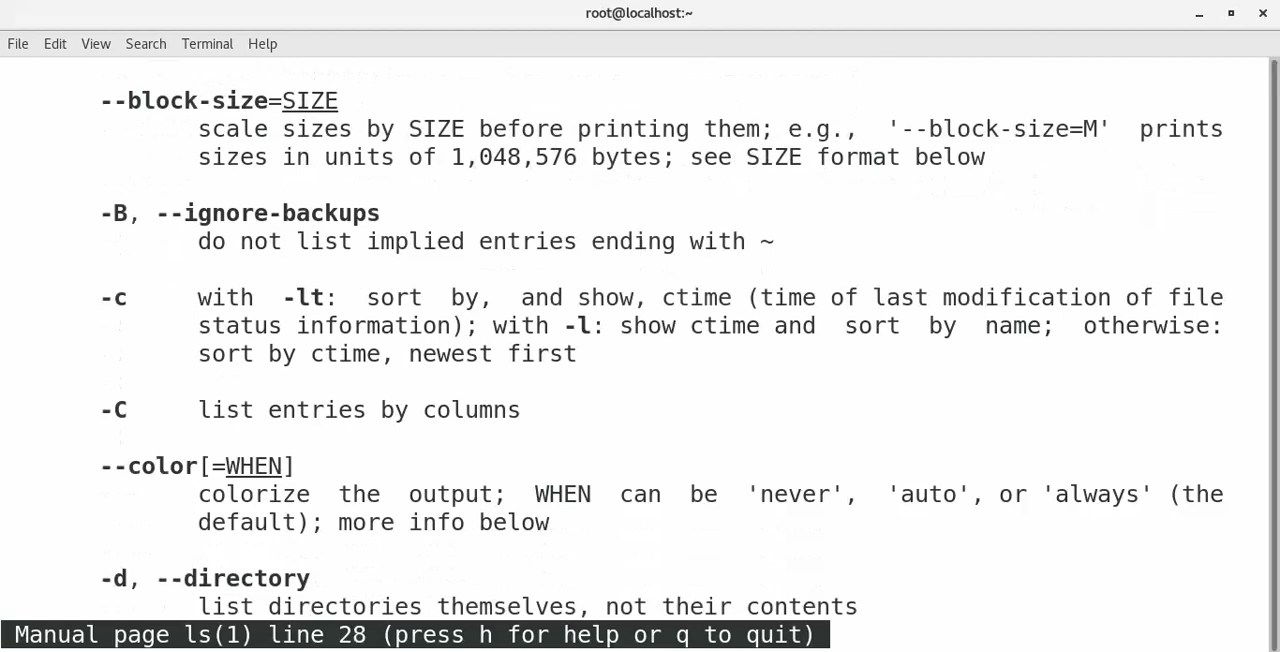 root@localhost:~
File Edit View Search Terminal Help
--block-size=SIZE
scale sizes by SIZE before printing them; e.g., '--block-size=M' prints
sizes in units of 1,048,576 bytes; see SIZE format below
-B, --ignore-backups
do not list implied entries ending with ~
-c with -lt: sort by, and show, ctime (time of last modification of file
status information); with -l: show ctime and sort by name; otherwise:
sort by ctime, newest first
-C list entries by columns
--color[=WHEN]
colorize the output; WHEN can be 'never', 'auto', or 'always' (the
default); more info below
-d, --directory
list directories themselves, not their contents
Manual page ls(1) line 28 (press h for help or q to quit)